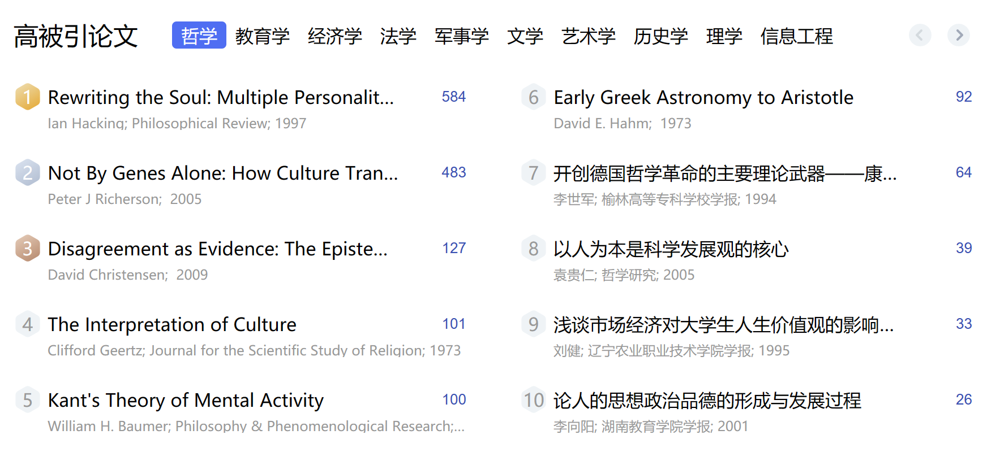 高被引论文 哲学 教育学 经济学 法学 军事学 文学 艺术学 历史学 理学 信息工程
1 Rewriting the Soul: Multiple Personalit... 584
Ian Hacking; Philosophical Review; 1997
2 Not By Genes Alone: How Culture Tran... 483
Peter J Richerson; 2005
3 Disagreement as Evidence: The Episte... 127
David Christensen; 2009
4 The Interpretation of Culture 101
Clifford Geertz; Journal for the Scientific Study of Religion; 1973
5 Kant's Theory of Mental Activity 100
William H. Baumer; Philosophy & Phenomenological Research;...
6 Early Greek Astronomy to Aristotle 92
David E. Hahm; 1973
7 开创德国哲学革命的主要理论武器——康... 64
李世军; 榆林高等专科学校学报; 1994
8 以人为本是科学发展观的核心 39
袁贵仁; 哲学研究; 2005
9 浅谈市场经济对大学生人生价值观的影响... 33
刘健; 辽宁农业职业技术学院学报; 1995
10 论人的思想政治品德的形成与发展过程 26
李向阳; 湖南教育学院学报; 2001